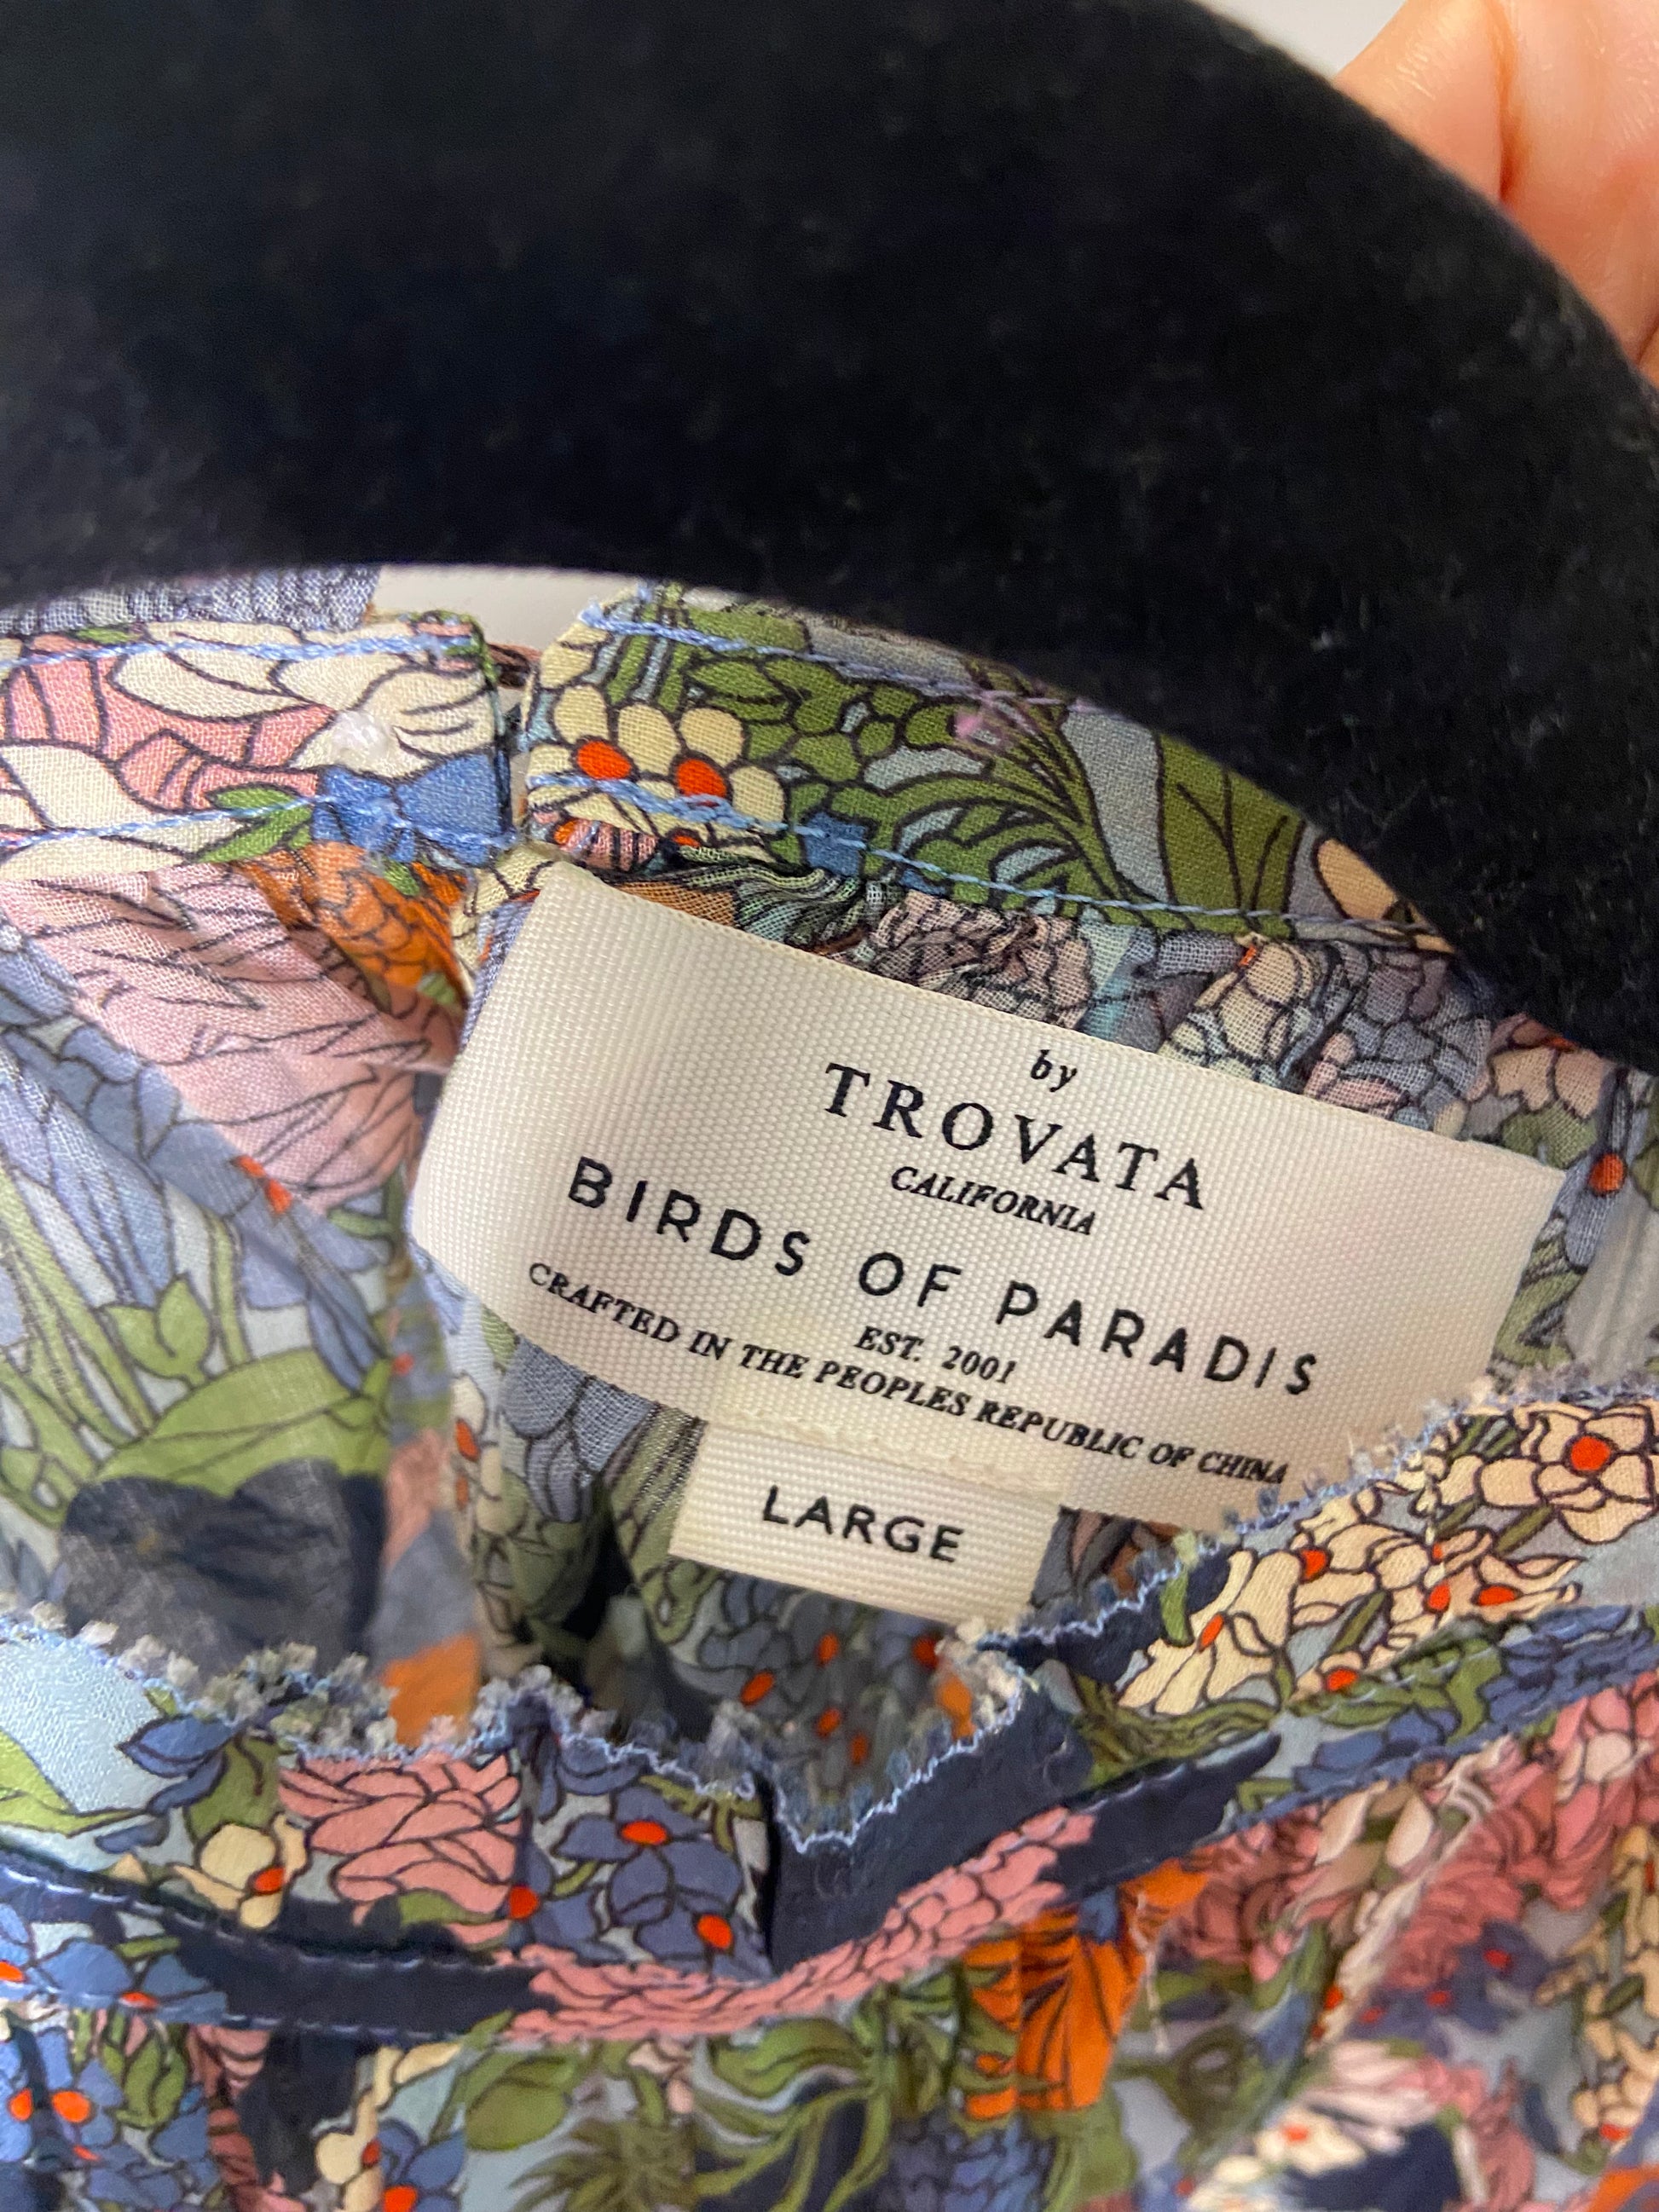 by
TROVATA
CALIFORNIA
BIRDS OF PARADIS
EST. 2001
CRAFTED IN THE PEOPLES REPUBLIC OF CHINA
LARGE